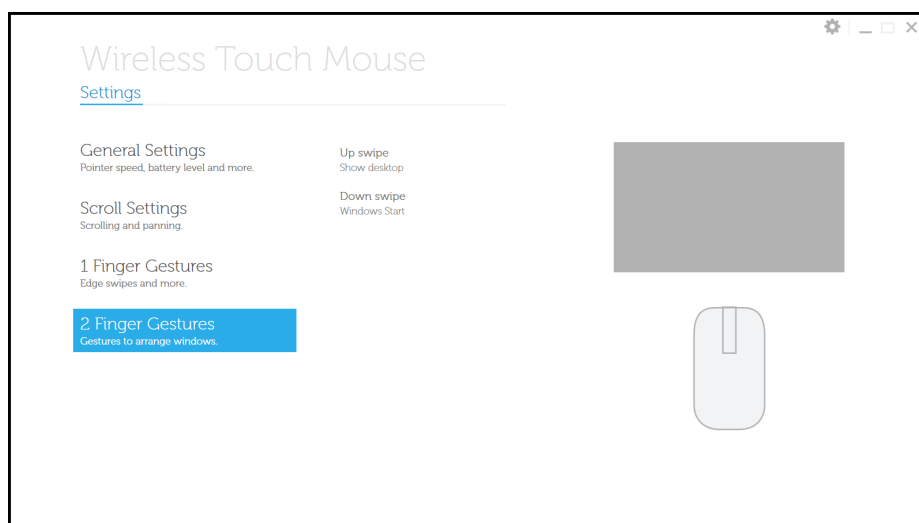 Wireless Touch Mouse
Settings
General Settings
Pointer speed, battery level and more.
Scroll Settings
Scrolling and panning.
1 Finger Gestures
Edge swipes and more.
2 Finger Gestures
Gestures to arrange windows.
Up swipe
Show desktop
Down swipe
Windows Start